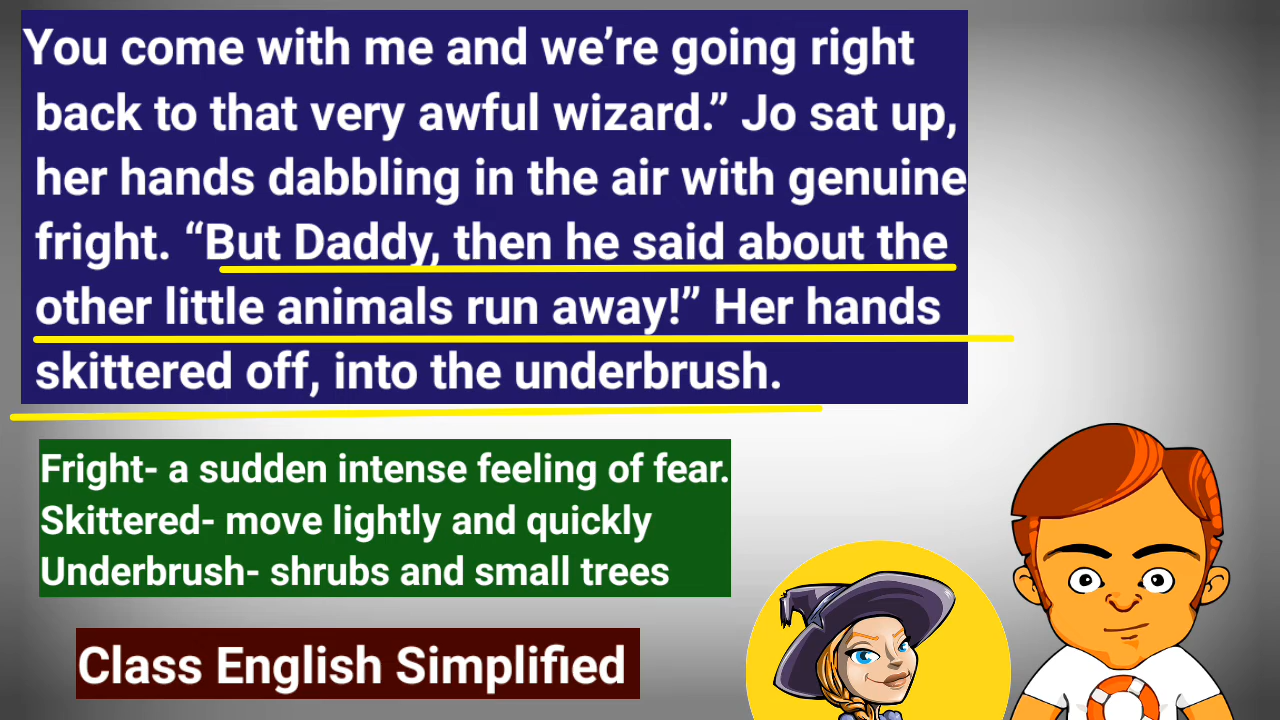 You come with me and we’re going right
back to that very awful wizard.” Jo sat up,
her hands dabbling in the air with genuine
fright. “But Daddy, then he said about the
other little animals run away!” Her hands
skittered off, into the underbrush.
Fright- a sudden intense feeling of fear.
Skittered- move lightly and quickly
Underbrush- shrubs and small trees
Class English Simplified